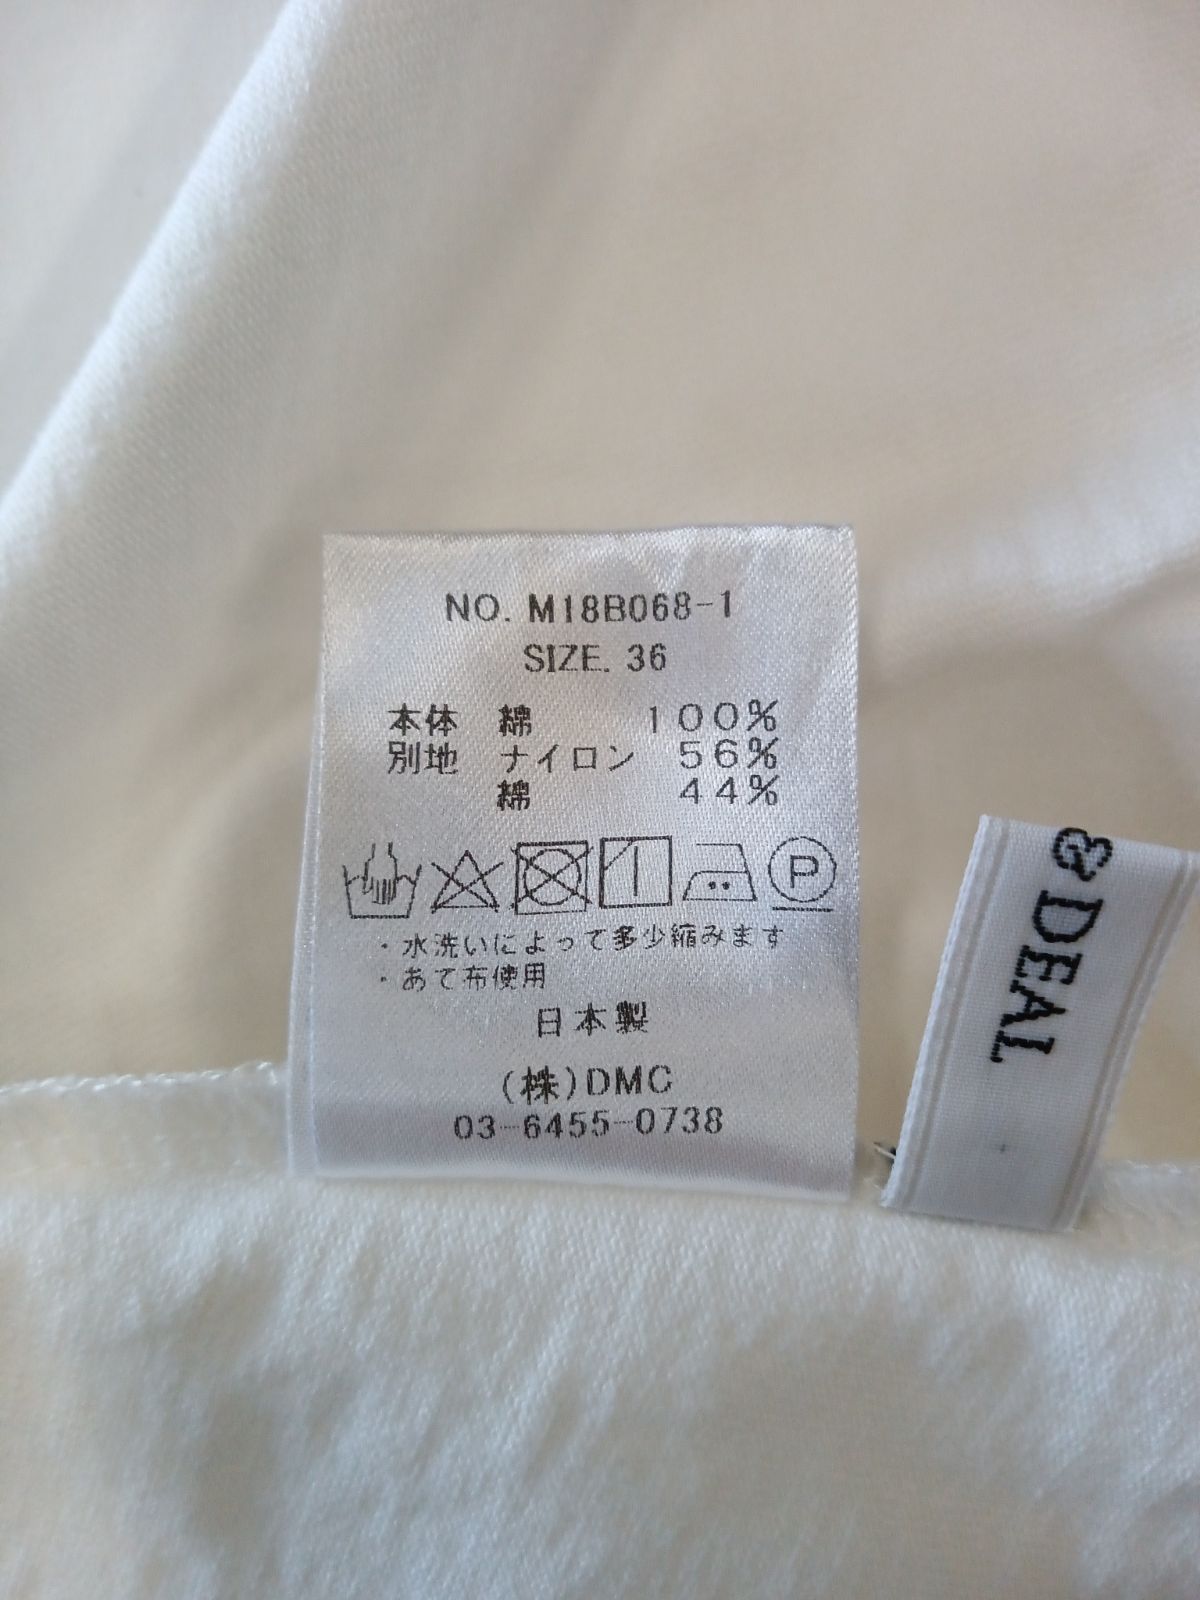 NO. M18B068-1
SIZE. 36
本体 綿 100%
別地 ナイロン 56%
綿 44%
P
・水洗いによって多少縮みます
・あて布使用
日本製
(株)DMC
03-6455-0738
& DEAL